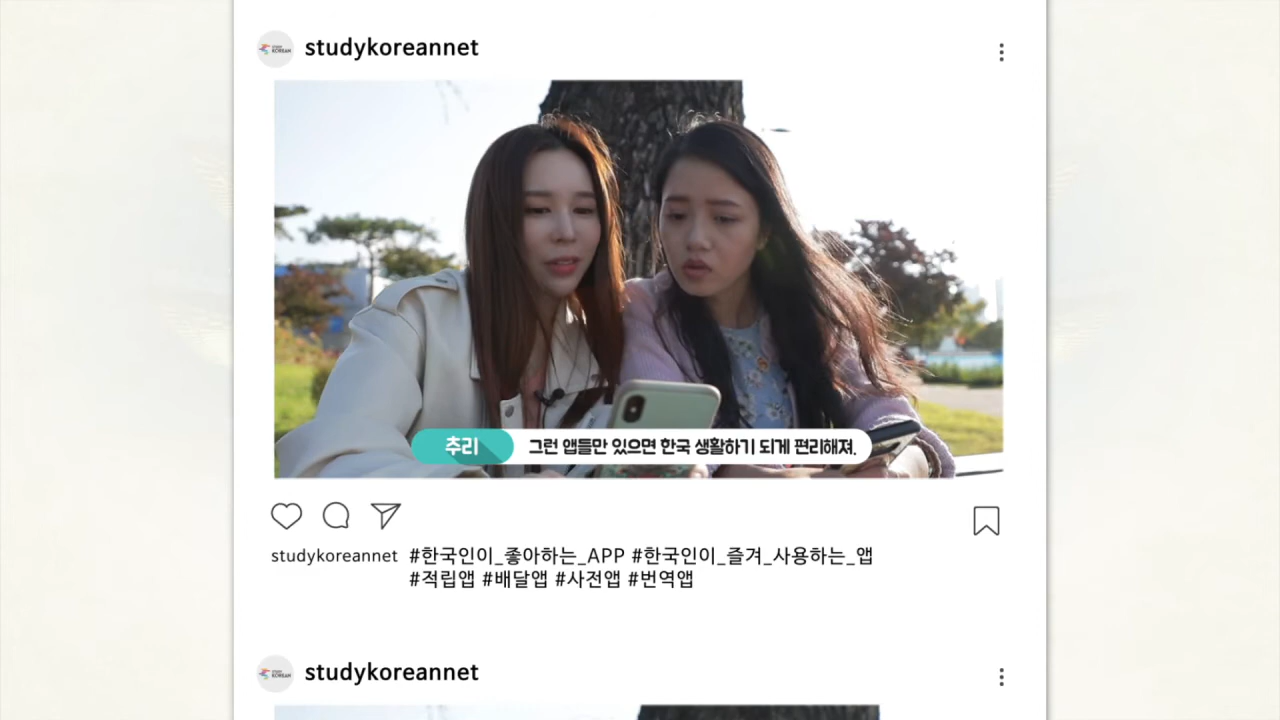 studykoreannet
추리 그런 앱들만 있으면 한국 생활하기 되게 편리해져.
studykoreannet #한국인이_좋아하는_APP #한국인이_즐겨_사용하는_앱
#적립앱 #배달앱 #사전앱 #번역앱
studykoreannet